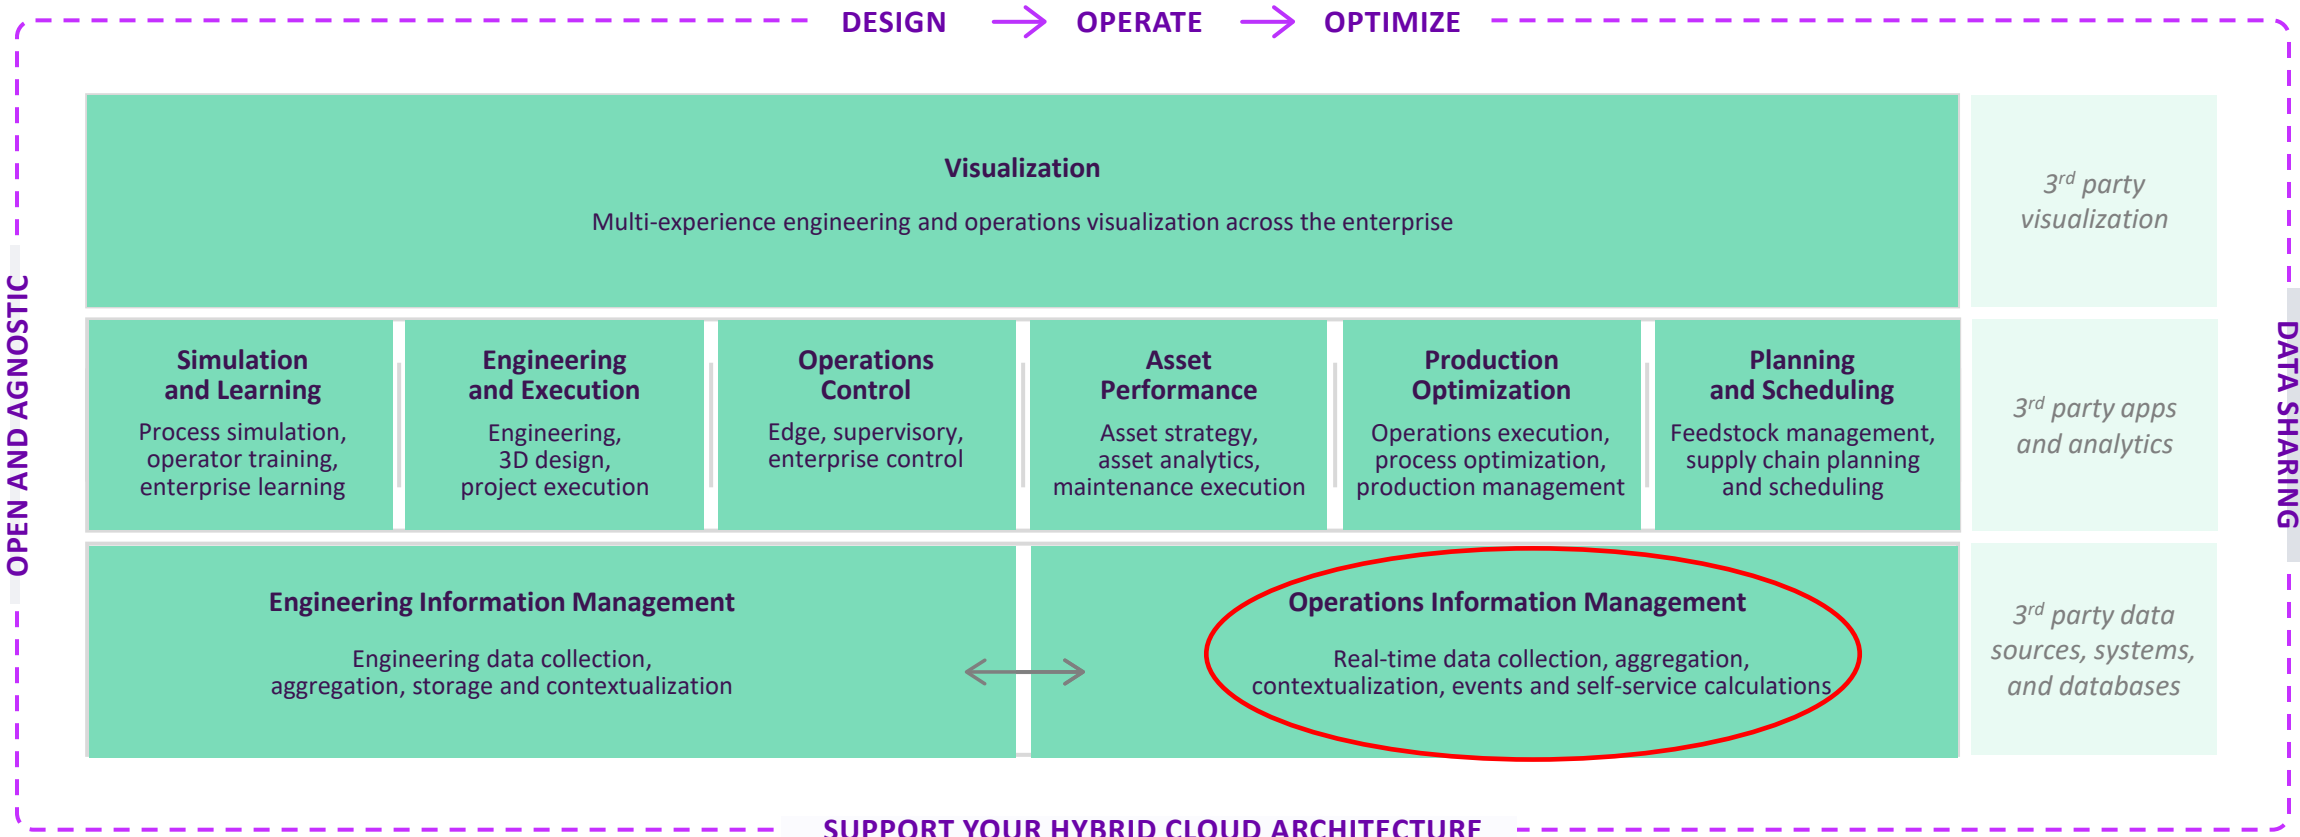 DESIGN → OPERATE → OPTIMIZE
OPEN AND AGNOSTIC
Visualization
Multi-experience engineering and operations visualization across the enterprise
3rd party
visualization
Simulation
and Learning
Process simulation,
operator training,
enterprise learning
Engineering
and Execution
Engineering,
3D design,
project execution
Operations
Control
Edge, supervisory,
enterprise control
Asset
Performance
Asset strategy,
asset analytics,
maintenance execution
Production
Optimization
Operations execution,
process optimization,
production management
Planning
and Scheduling
Feedstock management,
supply chain planning
and scheduling
3rd party apps
and analytics
DATA SHARING
Engineering Information Management
Engineering data collection,
aggregation, storage and contextualization
Operations Information Management
Real-time data collection, aggregation,
contextualization, events and self-service calculations
3rd party data
sources, systems,
and databases
SUPPORT YOUR HYBRID CLOUD ARCHITECTURE